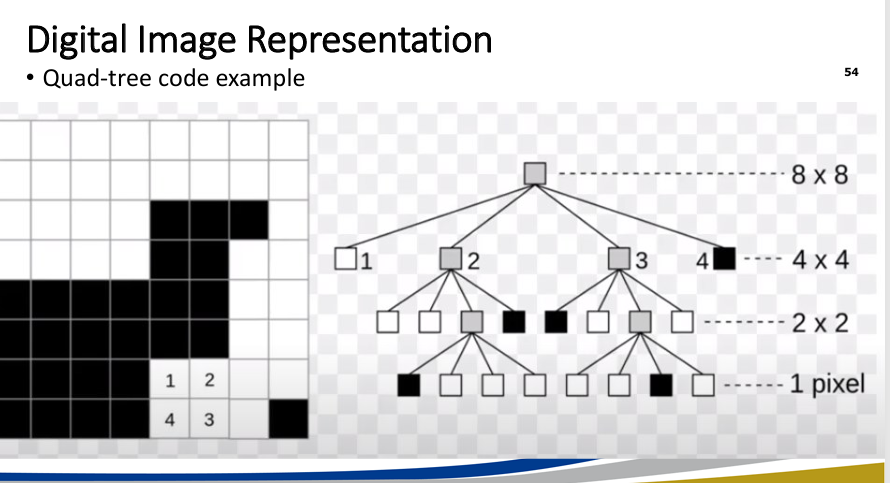 Digital Image Representation
• Quad-tree code example
54
8 x 8
1 2 3 4 4 x 4
2 x 2
1 2
4 3
1 pixel